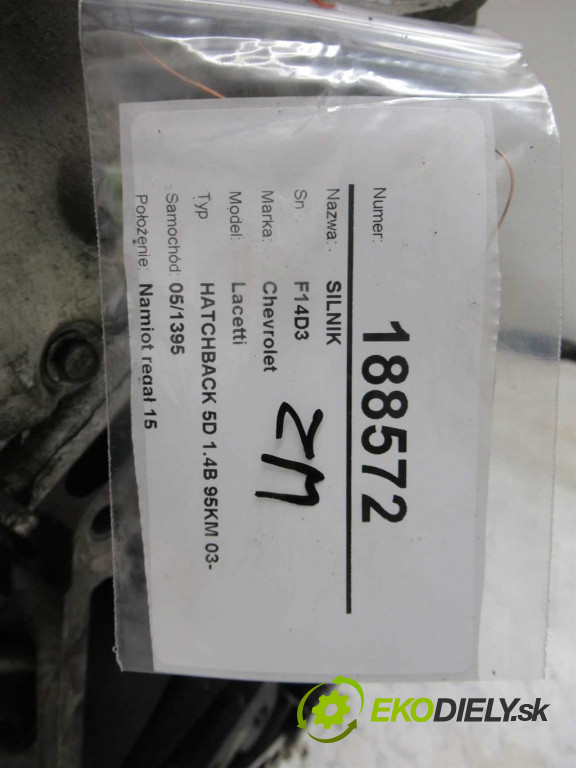 Numer: 188572
Nazwa: SILNIK
Sn F14D3
Marka: Chevrolet
Model: Lacetti
Typ HATCHBACK 5D 1.4B 95KM 03-
Samochód: 05/1395
Położenie: Namiot regał 15
EKODIELY.sk